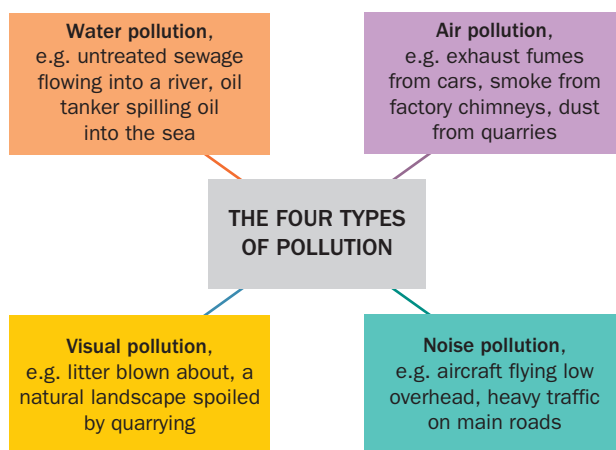 Water pollution,
e.g. untreated sewage
flowing into a river, oil
tanker spilling oil
into the sea
Air pollution,
e.g. exhaust fumes
from cars, smoke from
factory chimneys, dust
from quarries
THE FOUR TYPES
OF POLLUTION
Visual pollution,
e.g. litter blown about, a
natural landscape spoiled
by quarrying
Noise pollution,
e.g. aircraft flying low
overhead, heavy traffic
on main roads